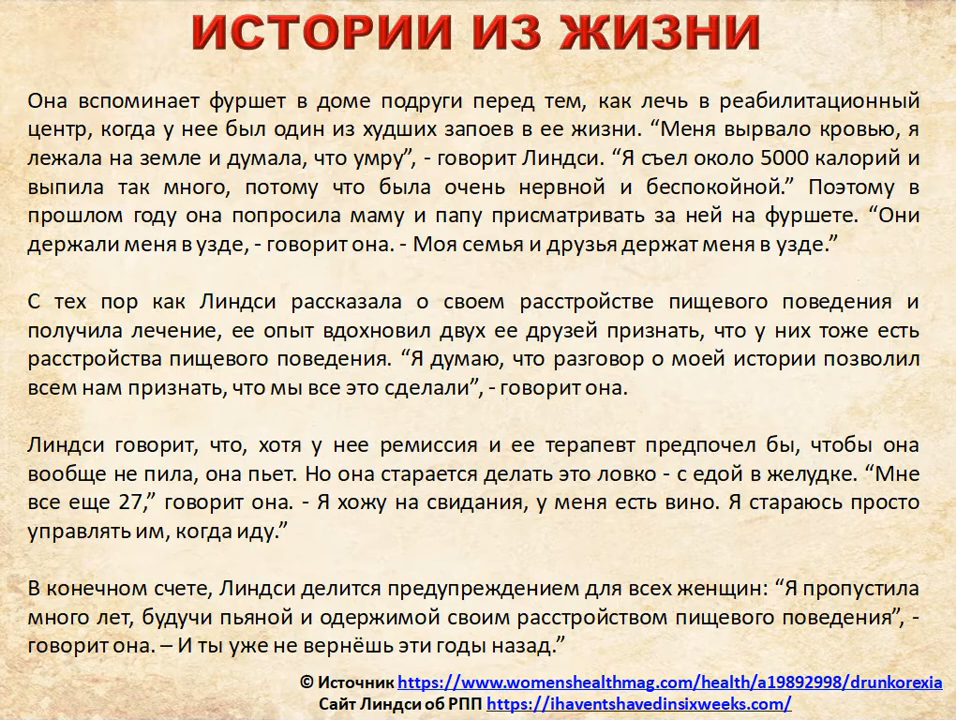 ИСТОРИИ ИЗ ЖИЗНИ
Она вспоминает фуршет в доме подруги перед тем, как лечь в реабилитационный
центр, когда у нее был один из худших запоев в ее жизни. “Меня вырвало кровью, я
лежала на земле и думала, что умру”, - говорит Линдси. “Я съел около 5000 калорий и
выпила так много, потому что была очень нервной и беспокойной.” Поэтому в
прошлом году она попросила маму и папу присматривать за ней на фуршете. “Они
держали меня в узде, - говорит она. - Моя семья и друзья держат меня в узде.”
С тех пор как Линдси рассказала о своем расстройстве пищевого поведения и
получила лечение, ее опыт вдохновил двух ее друзей признать, что у них тоже есть
расстройства пищевого поведения. “Я думаю, что разговор о моей истории позволил
всем нам признать, что мы все это сделали”, - говорит она.
Линдси говорит, что, хотя у нее ремиссия и ее терапевт предпочел бы, чтобы она
вообще не пила, она пьет. Но она старается делать это ловко - с едой в желудке. “Мне
все еще 27,” говорит она. - Я хожу на свидания, у меня есть вино. Я стараюсь просто
управлять им, когда иду.”
В конечном счете, Линдси делится предупреждением для всех женщин: “Я пропустила
много лет, будучи пьяной и одержимой своим расстройством пищевого поведения”, -
говорит она. – И ты уже не вернёшь эти годы назад.”
© Источник https://www.womenshealthmag.com/health/a19892998/drunkorexia
Сайт Линдси об РПП https://ihaventshavedinsixweeks.com/